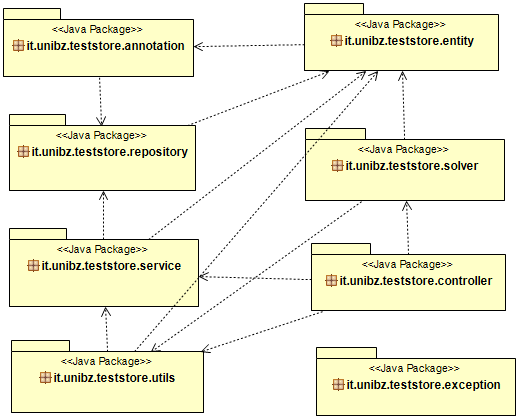 <<Java Package>>
it.unibz.teststore.annotation
<<Java Package>>
it.unibz.teststore.entity
<<Java Package>>
it.unibz.teststore.repository
<<Java Package>>
it.unibz.teststore.solver
<<Java Package>>
it.unibz.teststore.service
<<Java Package>>
it.unibz.teststore.controller
<<Java Package>>
it.unibz.teststore.utils
<<Java Package>>
it.unibz.teststore.exception